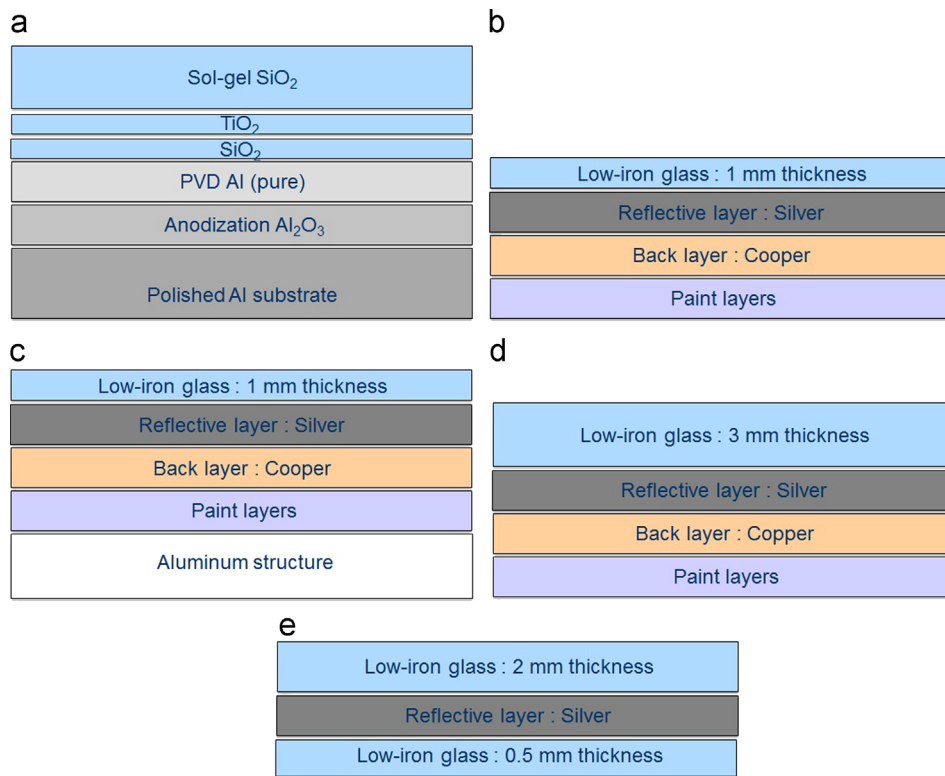 a
Sol-gel SiO₂
TiO₂
SiO₂
PVD Al (pure)
Anodization Al₂O₃
Polished Al substrate
b
Low-iron glass : 1 mm thickness
Reflective layer : Silver
Back layer : Cooper
Paint layers
c
Low-iron glass : 1 mm thickness
Reflective layer : Silver
Back layer : Cooper
Paint layers
Aluminum structure
d
Low-iron glass : 3 mm thickness
Reflective layer : Silver
Back layer : Copper
Paint layers
e
Low-iron glass : 2 mm thickness
Reflective layer : Silver
Low-iron glass : 0.5 mm thickness